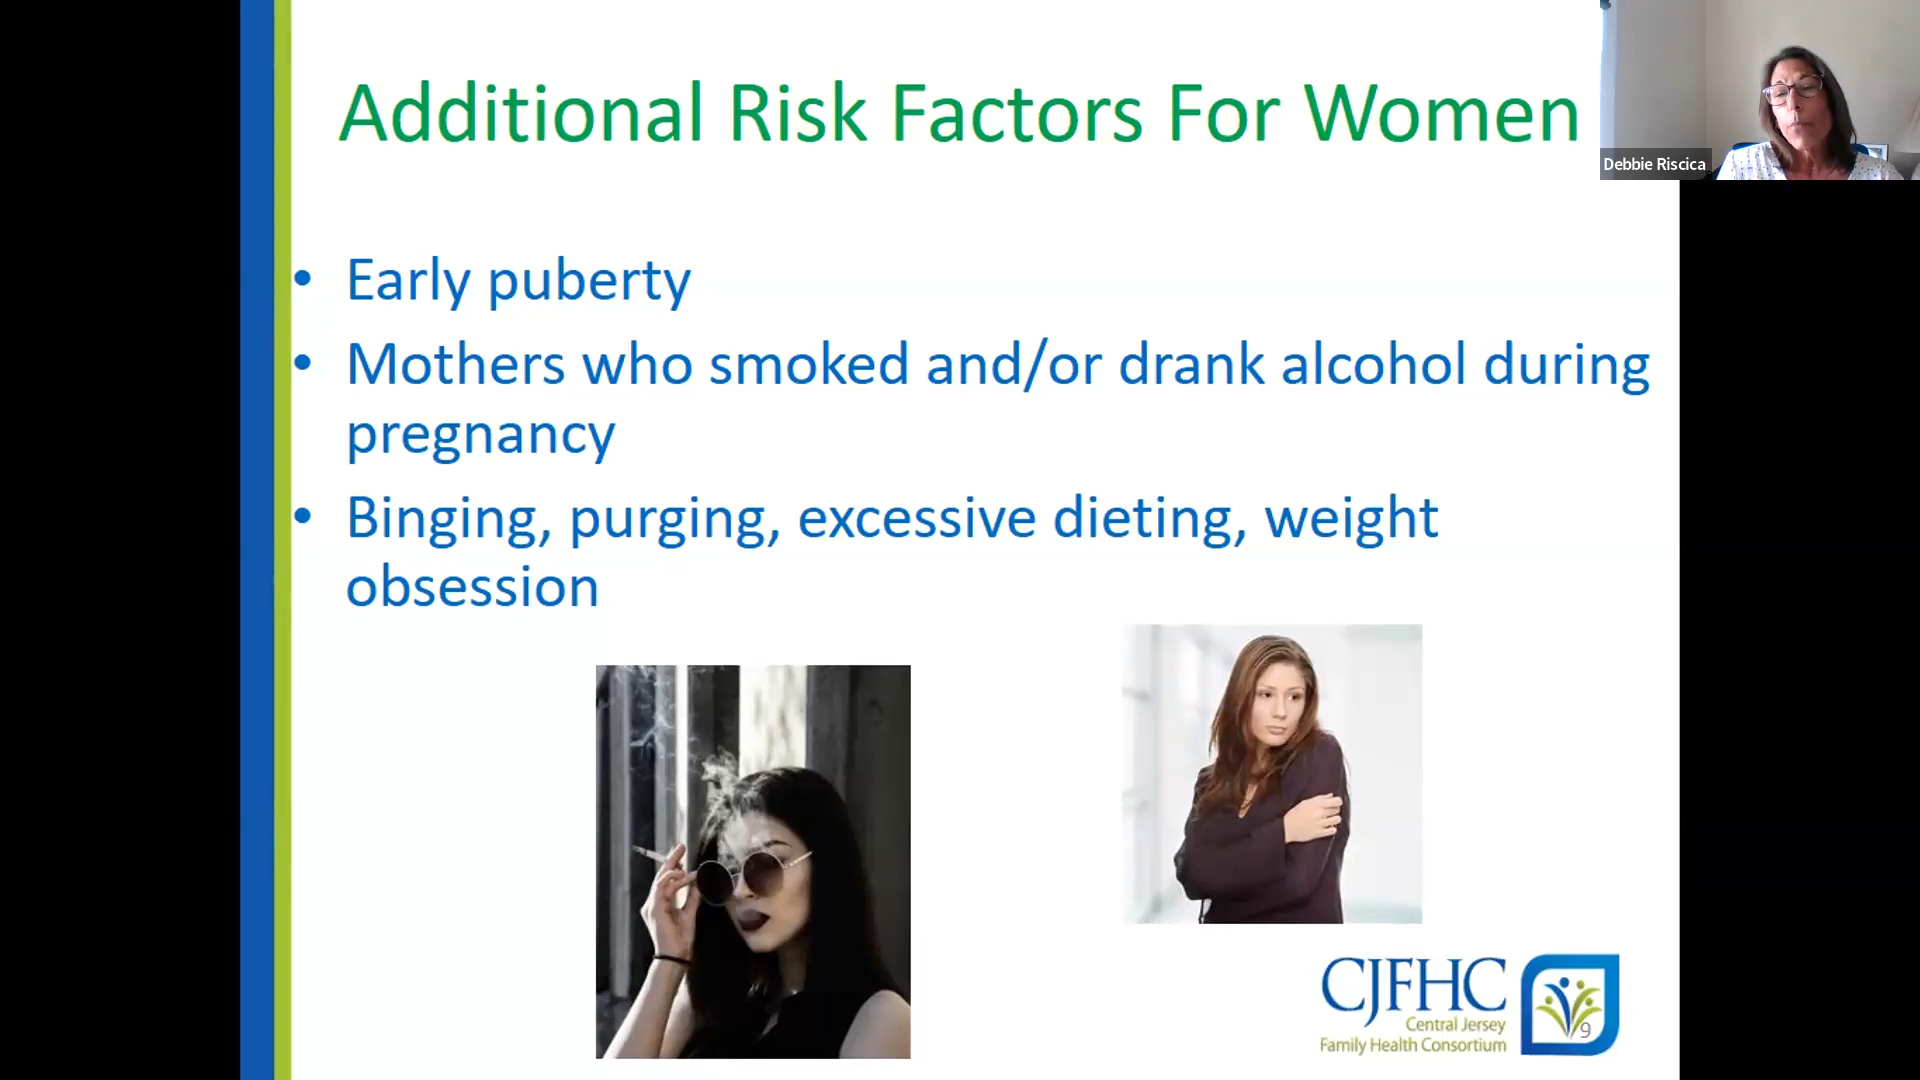 Additional Risk Factors For Women
Debbie Riscica
• Early puberty
• Mothers who smoked and/or drank alcohol during
pregnancy
• Binging, purging, excessive dieting, weight
obsession
CJFHC
Central Jersey
Family Health Consortium
9